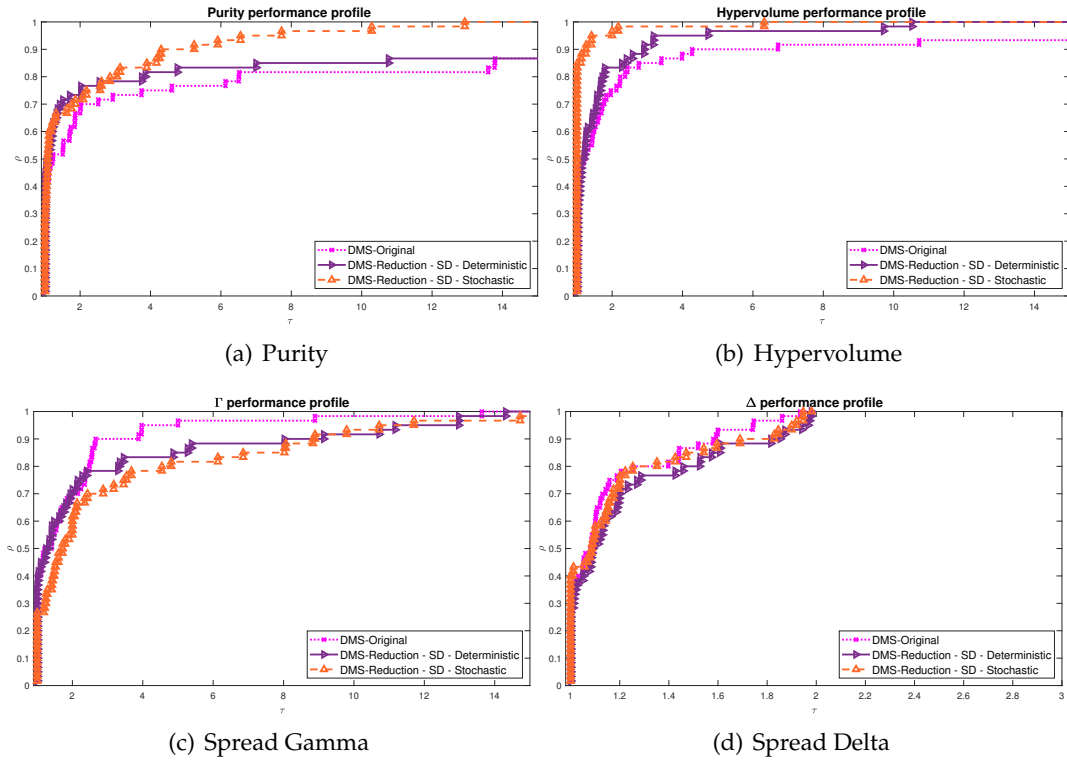 Purity performance profile
1
0.9
0.8
0.7
0.6
0.5
0.4
0.3
0.2
0.1
0
ρ
2 4 6 8 10 12 14
τ
DMS-Original
DMS-Reduction - SD - Deterministic
DMS-Reduction - SD - Stochastic
(a) Purity
Hypervolume performance profile
1
0.9
0.8
0.7
0.6
0.5
0.4
0.3
0.2
0.1
0
ρ
2 4 6 8 10 12 14
τ
DMS-Original
DMS-Reduction - SD - Deterministic
DMS-Reduction - SD - Stochastic
(b) Hypervolume
Γ performance profile
1
0.9
0.8
0.7
0.6
0.5
0.4
0.3
0.2
0.1
0
ρ
2 4 6 8 10 12 14
τ
DMS-Original
DMS-Reduction - SD - Deterministic
DMS-Reduction - SD - Stochastic
(c) Spread Gamma
Δ performance profile
1
0.9
0.8
0.7
0.6
0.5
0.4
0.3
0.2
0.1
0
ρ
1 1.2 1.4 1.6 1.8 2 2.2 2.4 2.6 2.8 3
τ
DMS-Original
DMS-Reduction - SD - Deterministic
DMS-Reduction - SD - Stochastic
(d) Spread Delta